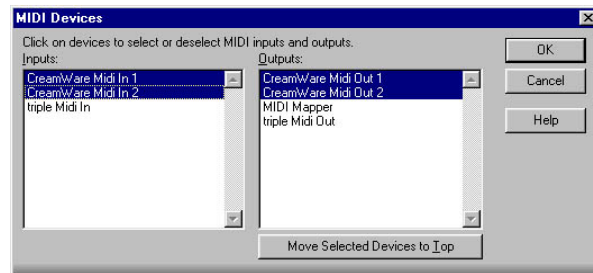 MIDI Devices
Click on devices to select or deselect MIDI inputs and outputs.
Inputs:
Outputs:
CreamWare Midi In 1
CreamWare Midi In 2
triple Midi In
CreamWare Midi Out 1
CreamWare Midi Out 2
MIDI Mapper
triple Midi Out
OK
Cancel
Help
Move Selected Devices to Top